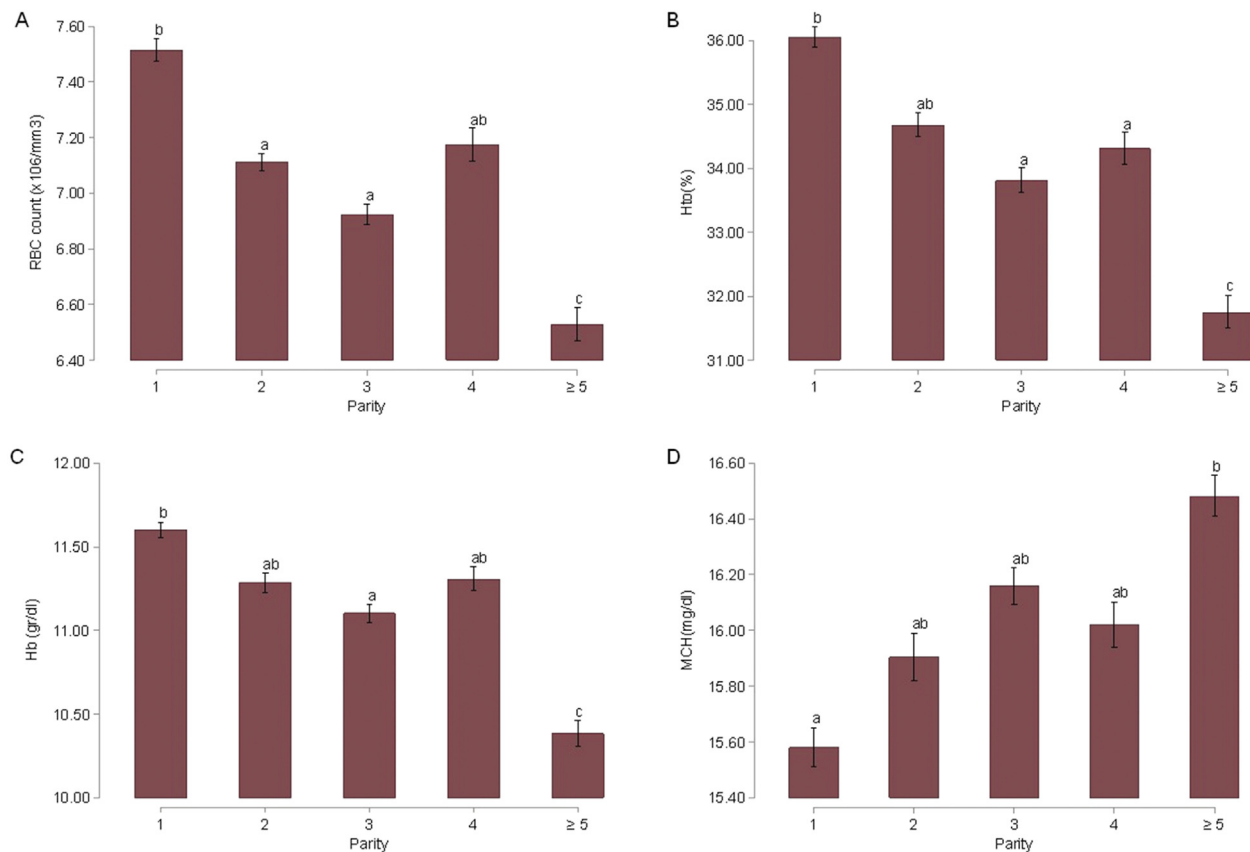 A
RBC count (x106/mm3)
7.60
7.40
7.20
7.00
6.80
6.60
6.40
b
a
a
ab
c
1 2 3 4 ≥ 5
Parity
B
Hto(%)
36.00
35.00
34.00
33.00
32.00
31.00
b
ab
a
a
c
1 2 3 4 ≥ 5
Parity
C
Hb (gr/dl)
12.00
11.50
11.00
10.50
10.00
b
ab
a
ab
c
1 2 3 4 ≥ 5
Parity
D
MCH(mg/dl)
16.60
16.40
16.20
16.00
15.80
15.60
15.40
a
ab
ab
ab
b
1 2 3 4 ≥ 5
Parity